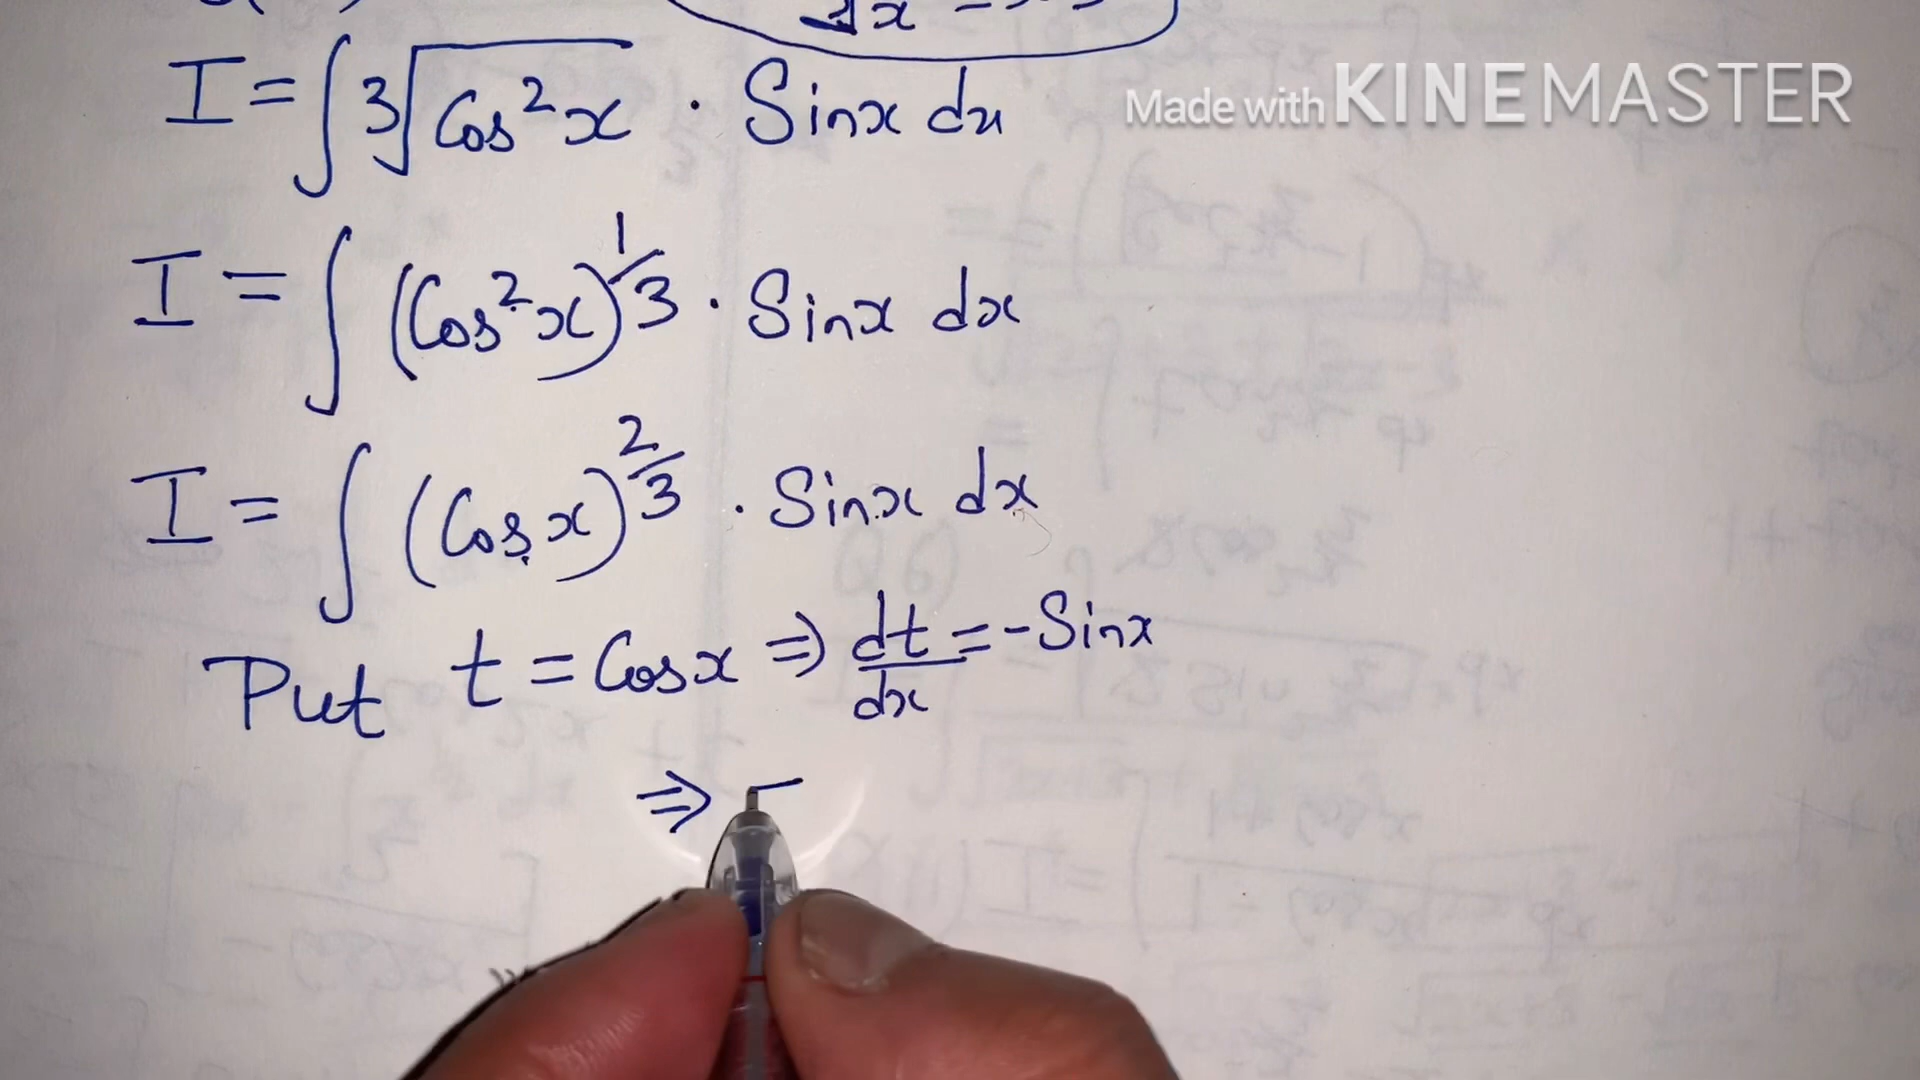 dx =
I = ∫ ∛(Cos²x) · Sinx dx
Made with KINEMASTER
I = ∫ (Cos²x)^1/3 · Sinx dx
I = ∫ (Cosx)^2/3 · Sinx dx
Put t = Cosx ⇒ dt/dx = -Sinx
⇒ -